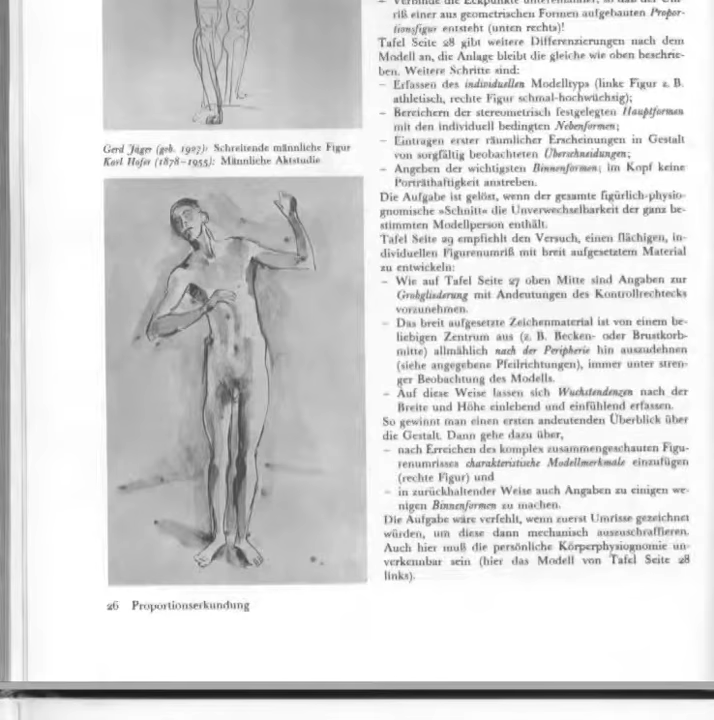 Gerd Jäger (geb. 1927): Schreitende männliche Figur
Karl Hofer (1878–1955): Männliche Aktstudie
26 Proportionserkundung
– Verbinde die Eckpunkte untereinander, so daß der Um-
riß einer aus geometrischen Formen aufgebauten Propor-
tionsfigur entsteht (unten rechts)!
Tafel Seite 28 gibt weitere Differenzierungen nach dem
Modell an, die Anlage bleibt die gleiche wie oben beschrie-
ben. Weitere Schritte sind:
– Erfassen des individuellen Modelltyps (linke Figur z. B.
athletisch, rechte Figur schmal-hochwüchsig);
– Bereichern der stereometrisch festgelegten Hauptformen
mit den individuell bedingten Nebenformen;
– Eintragen erster räumlicher Erscheinungen in Gestalt
von sorgfältig beobachteten Überschneidungen;
– Angeben der wichtigsten Binnenformen; im Kopf keine
Porträthaftigkeit anstreben.
Die Aufgabe ist gelöst, wenn der gesamte figürlich-physio-
gnomische »Schnitt« die Unverwechselbarkeit der ganz be-
stimmten Modellperson enthält.
Tafel Seite 29 empfiehlt den Versuch, einen flächigen, in-
dividuellen Figurenumriß mit breit aufgesetztem Material
zu entwickeln:
– Wie auf Tafel Seite 27 oben Mitte sind Angaben zur
Grobgliederung mit Andeutungen des Kontrollrechtecks
vorzunehmen.
– Das breit aufgesetzte Zeichenmaterial ist von einem be-
liebigen Zentrum aus (z. B. Becken- oder Brustkorb-
mitte) allmählich nach der Peripherie hin auszudehnen
(siehe angegebene Pfeilrichtungen), immer unter stren-
ger Beobachtung des Modells.
– Auf diese Weise lassen sich Wuchstendenzen nach der
Breite und Höhe einlebend und einfühlend erfassen.
So gewinnt man einen ersten andeutenden Überblick über
die Gestalt. Dann gehe dazu über,
– nach Erreichen des komplex zusammengeschauten Figu-
renumrisses charakteristische Modellmerkmale einzufügen
(rechte Figur) und
– in zurückhaltender Weise auch Angaben zu einigen we-
nigen Binnenformen zu machen.
Die Aufgabe wäre verfehlt, wenn zuerst Umrisse gezeichnet
würden, um diese dann mechanisch auszuschraffieren.
Auch hier muß die persönliche Körperphysiognomie un-
verkennbar sein (hier das Modell von Tafel Seite 28
links).